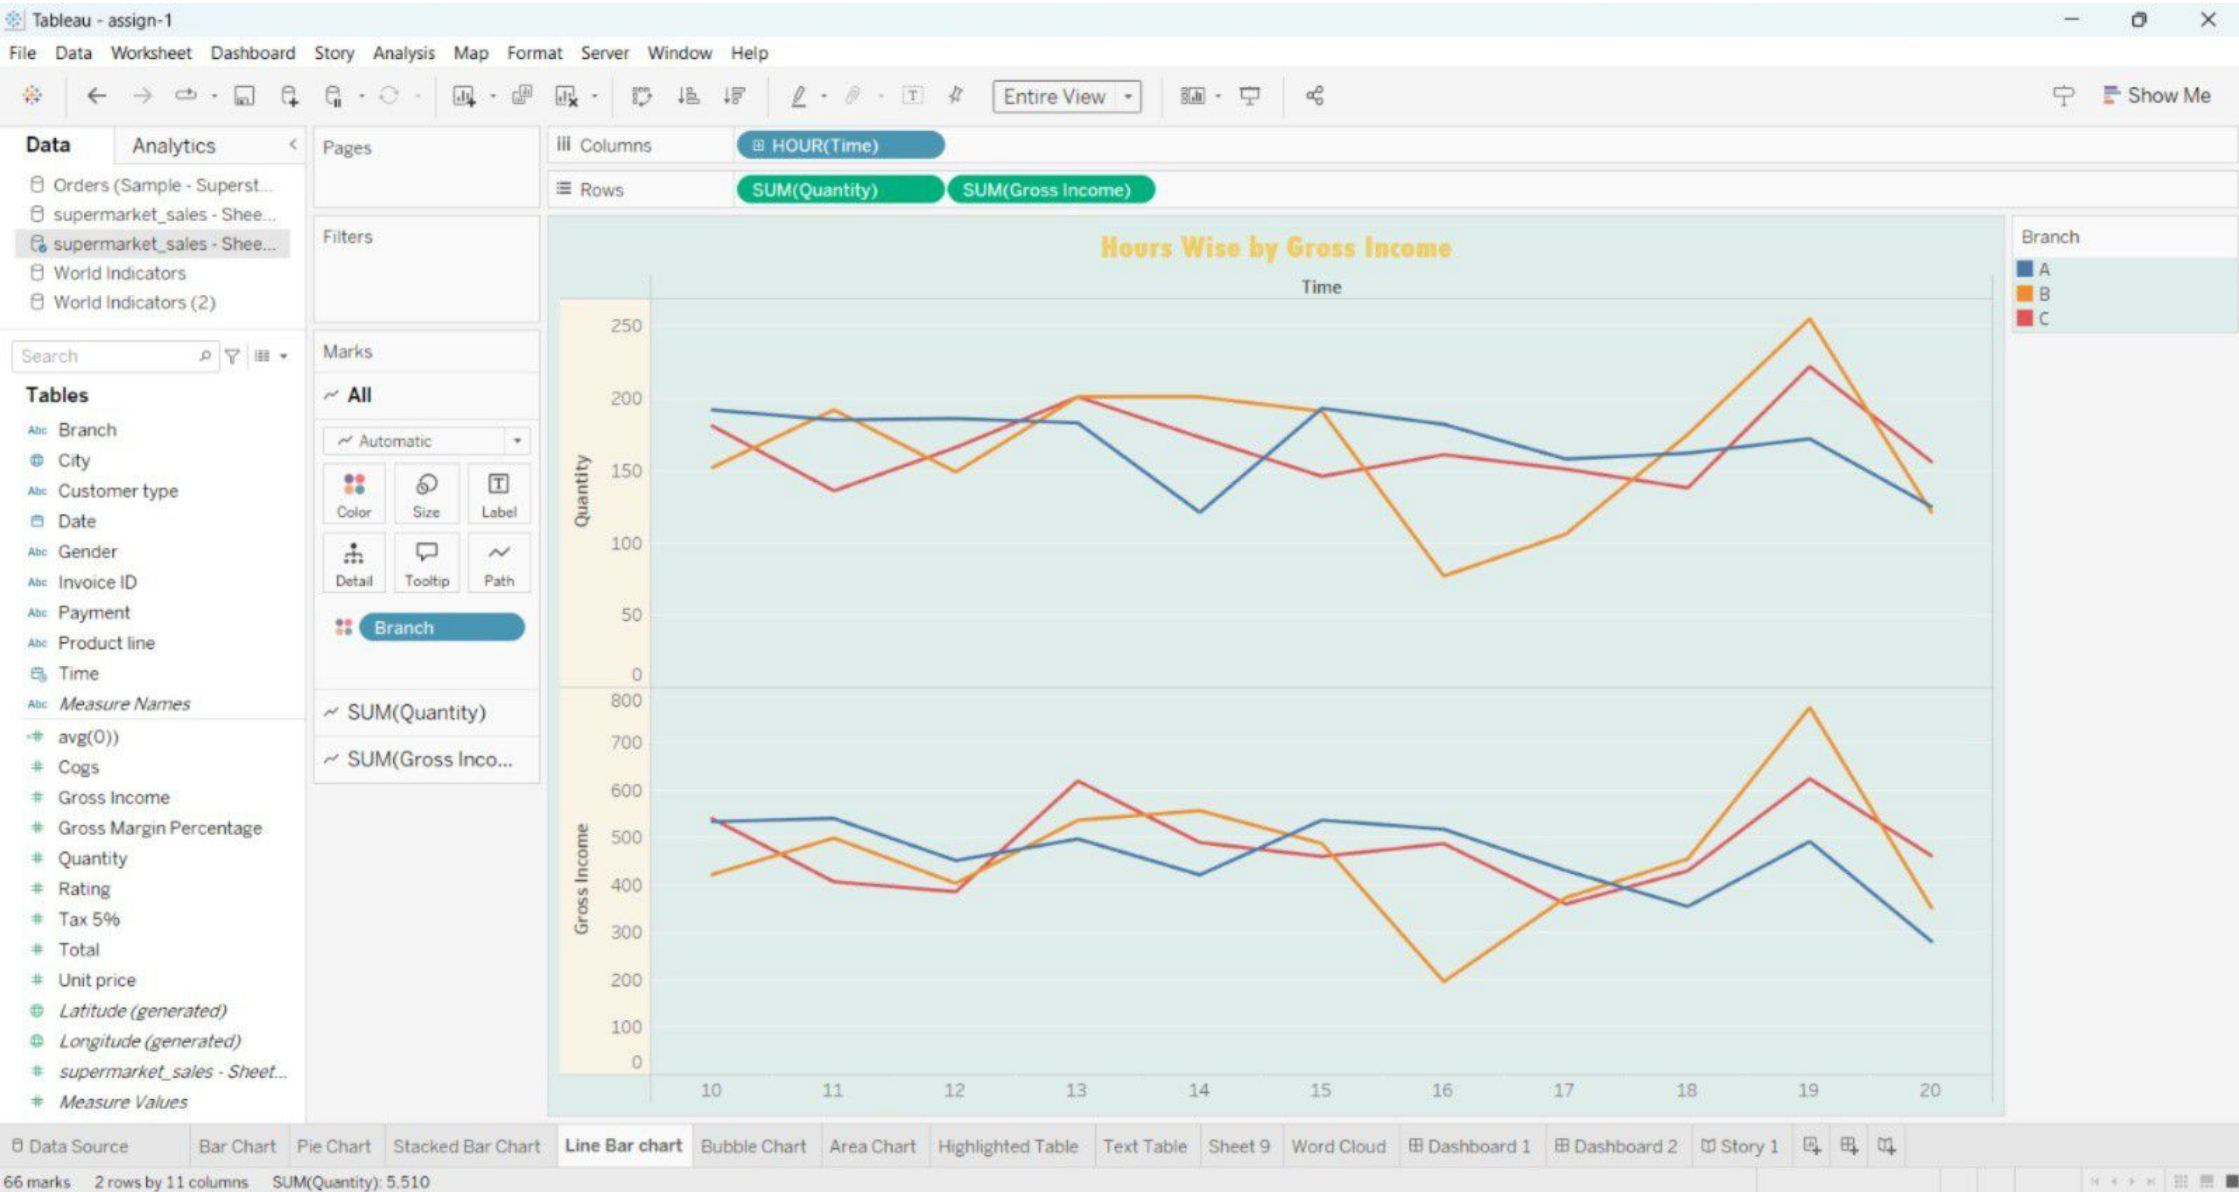 Tableau - assign-1
File Data Worksheet Dashboard Story Analysis Map Format Server Window Help
Entire View
Show Me
Data Analytics
Orders (Sample - Superst...
supermarket_sales - Shee...
supermarket_sales - Shee...
World Indicators
World Indicators (2)
Search
Tables
Abc Branch
City
Abc Customer type
Date
Abc Gender
Abc Invoice ID
Abc Payment
Abc Product line
Time
Abc Measure Names
avg(0))
Cogs
Gross Income
Gross Margin Percentage
Quantity
Rating
Tax 5%
Total
Unit price
Latitude (generated)
Longitude (generated)
supermarket_sales - Sheet...
Measure Values
Pages
Filters
Marks
All
Automatic
Color Size Label
Detail Tooltip Path
Branch
SUM(Quantity)
SUM(Gross Inco...
Columns HOUR(Time)
Rows SUM(Quantity) SUM(Gross Income)
Hours Wise by Gross Income
Time
Quantity
250
200
150
100
50
0
Gross Income
800
700
600
500
400
300
200
100
0
10 11 12 13 14 15 16 17 18 19 20
Branch
A
B
C
Data Source Bar Chart Pie Chart Stacked Bar Chart Line Bar chart Bubble Chart Area Chart Highlighted Table Text Table Sheet 9 Word Cloud Dashboard 1 Dashboard 2 Story 1
66 marks 2 rows by 11 columns SUM(Quantity): 5,510